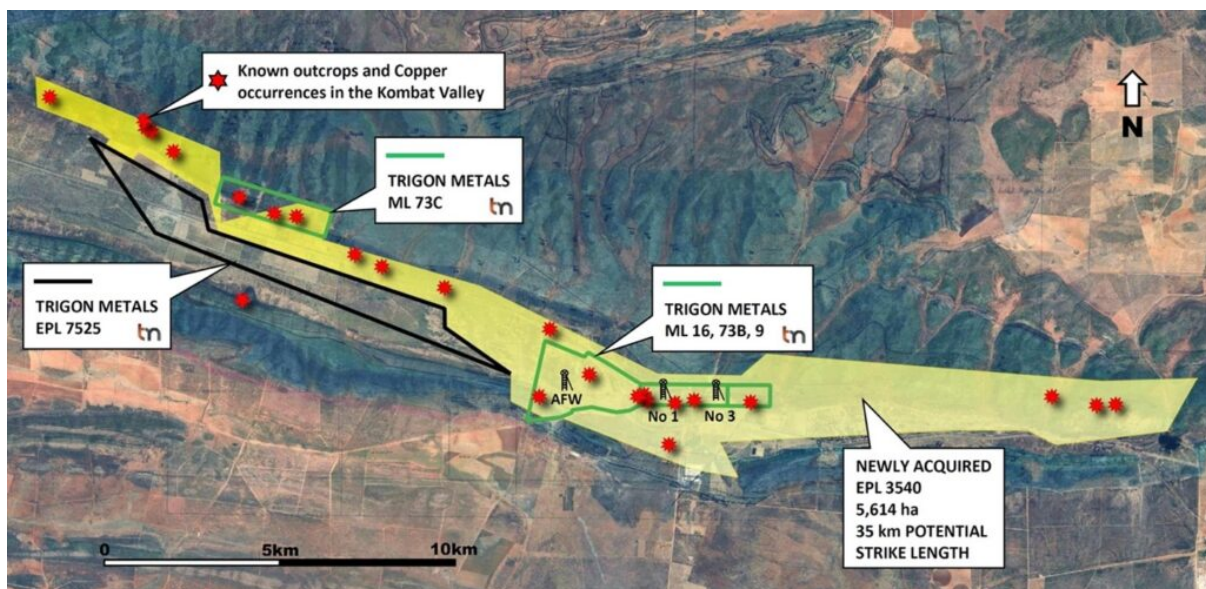 Known outcrops and Copper
occurrences in the Kombat Valley
N
TRIGON METALS
ML 73C
tn
TRIGON METALS
EPL 7525
tn
TRIGON METALS
ML 16, 73B, 9
tn
AFW
No 1
No 3
NEWLY ACQUIRED
EPL 3540
5,614 ha
35 km POTENTIAL
STRIKE LENGTH
0
5km
10km